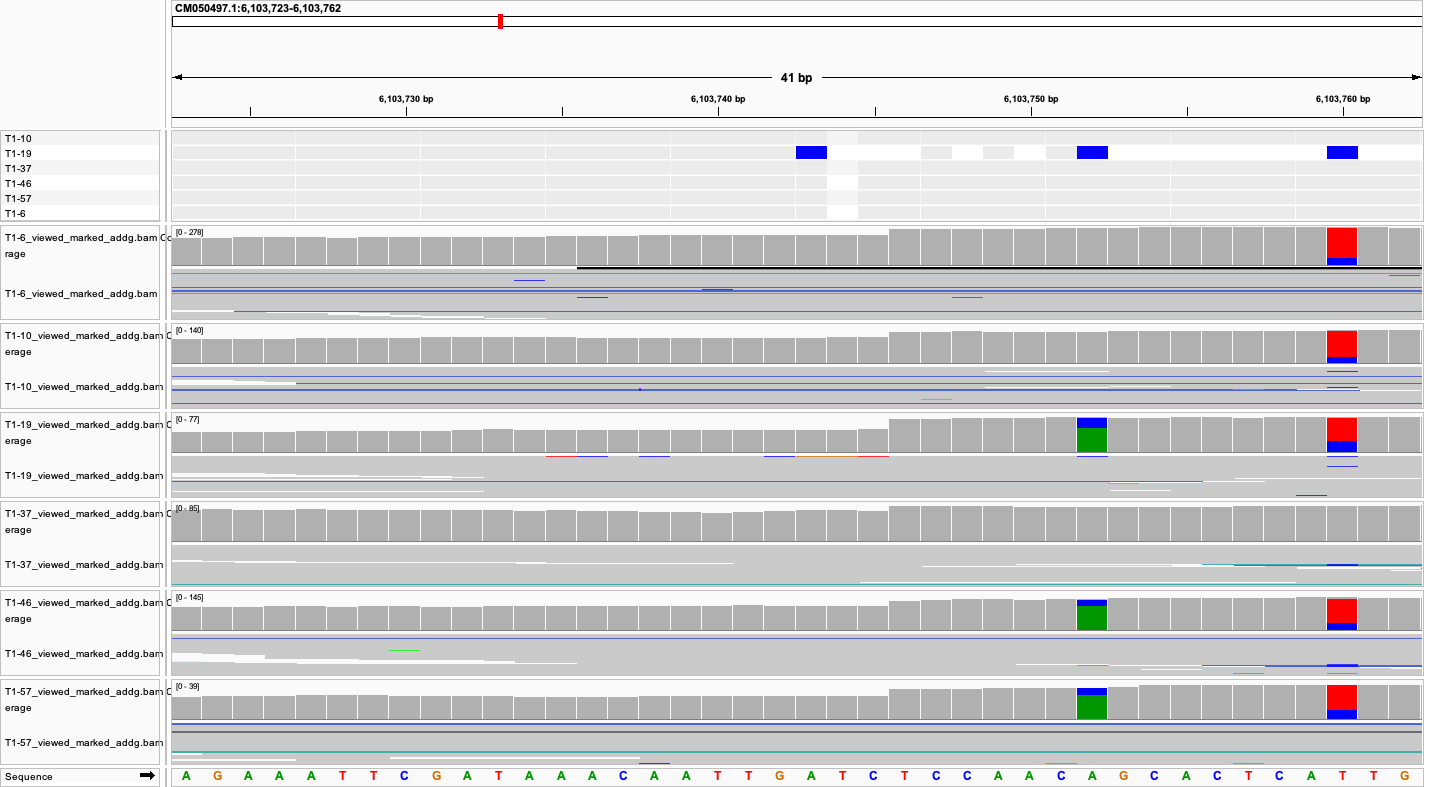 CM050497.1:6,103,723-6,103,762
41 bp
6,103,730 bp 6,103,740 bp 6,103,750 bp 6,103,760 bp
T1-10
T1-19
T1-37
T1-46
T1-57
T1-6
[0 - 278]
T1-6_viewed_marked_addg.bam Co
rage
T1-6_viewed_marked_addg.bam
[0 - 140]
T1-10_viewed_marked_addg.bam C
erage
T1-10_viewed_marked_addg.bam
[0 - 77]
T1-19_viewed_marked_addg.bam C
erage
T1-19_viewed_marked_addg.bam
[0 - 85]
T1-37_viewed_marked_addg.bam C
erage
T1-37_viewed_marked_addg.bam
[0 - 145]
T1-46_viewed_marked_addg.bam C
erage
T1-46_viewed_marked_addg.bam
[0 - 39]
T1-57_viewed_marked_addg.bam C
erage
T1-57_viewed_marked_addg.bam
Sequence A G A A A T T C G A T A A A C A A T T G A T C T C C A A C A G C A C T C A T T G